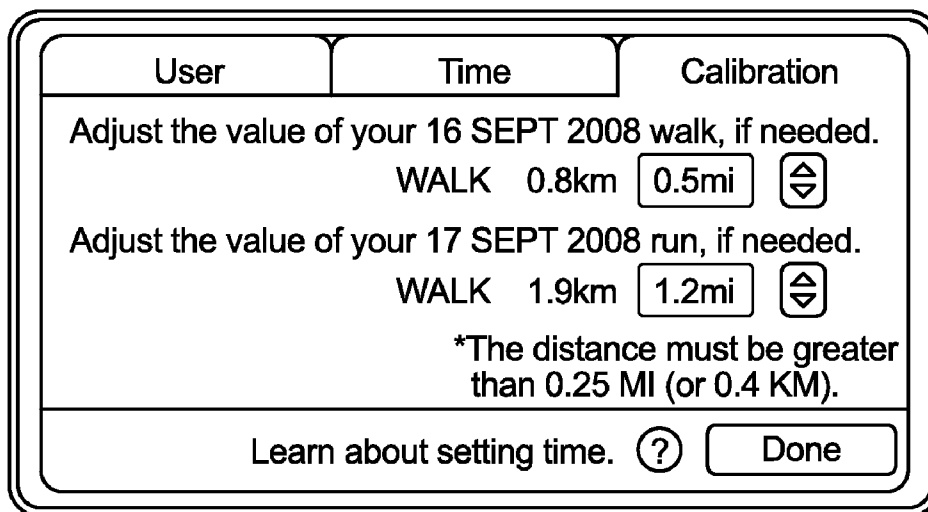 User Time Calibration
Adjust the value of your 16 SEPT 2008 walk, if needed.
WALK 0.8km 0.5mi
Adjust the value of your 17 SEPT 2008 run, if needed.
WALK 1.9km 1.2mi
*The distance must be greater
than 0.25 MI (or 0.4 KM).
Learn about setting time. ? Done